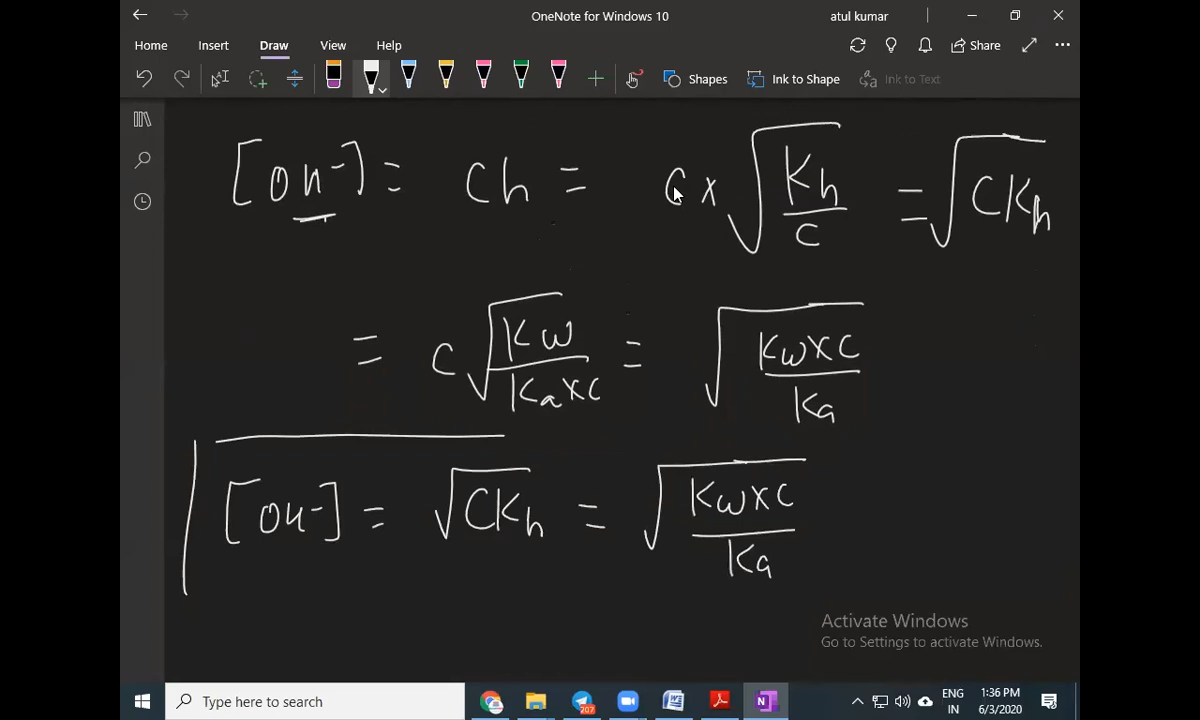 OneNote for Windows 10
atul kumar
Home Insert Draw View Help
Share
Shapes Ink to Shape Ink to Text
[OH⁻] = Ch = C × √(Kh/C) = √(CKh)
= C√(Kw/(Ka×C)) = √((Kw×C)/Ka)
[OH⁻] = √(CKh) = √((Kw×C)/Ka)
Activate Windows
Go to Settings to activate Windows.
Type here to search
207
W
N
ENG
IN
1:36 PM
6/3/2020